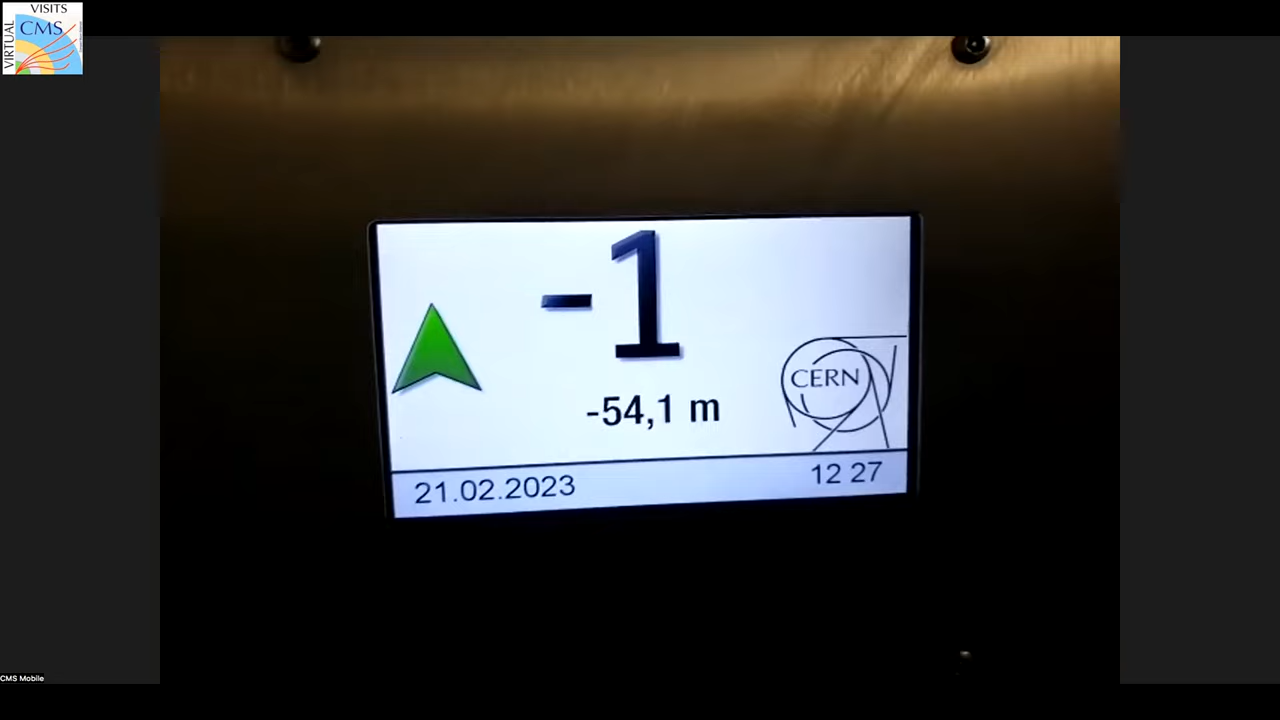 VISITS
VIRTUAL
CMS
-1
-54,1 m
CERN
21.02.2023
12 27
CMS Mobile